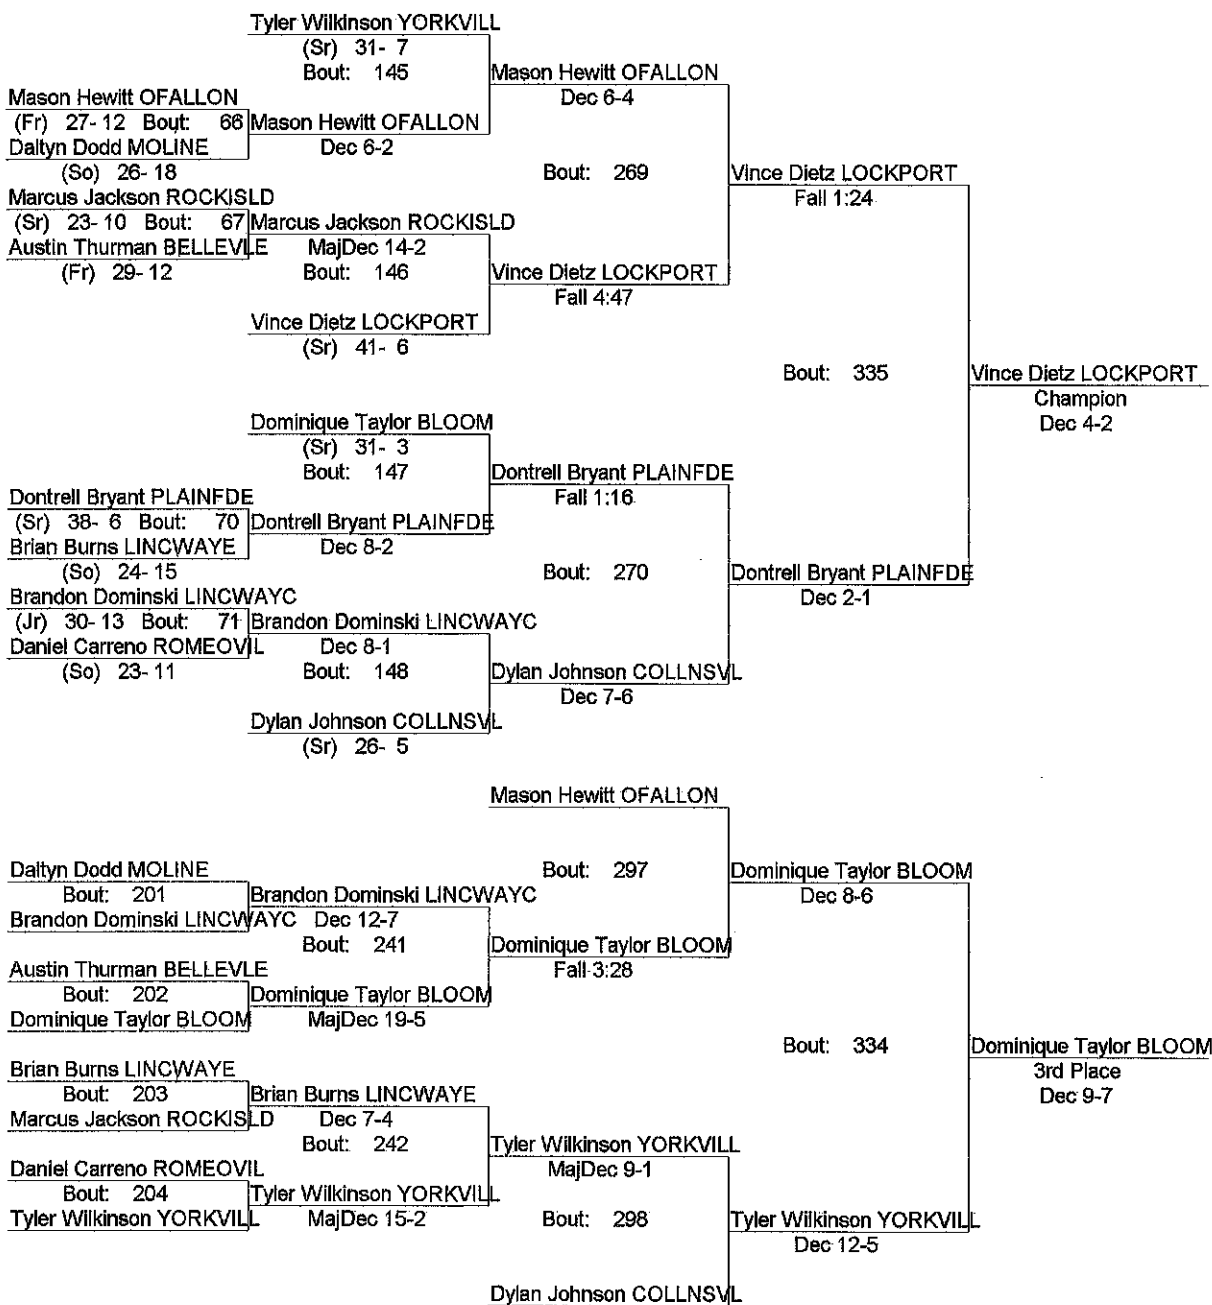 Tyler Wilkinson YORKVILL
(Sr) 31- 7
Bout: 145 Mason Hewitt OFALLON
Mason Hewitt OFALLON Dec 6-4
(Fr) 27- 12 Bout: 66 Mason Hewitt OFALLON
Daltyn Dodd MOLINE Dec 6-2
(So) 26- 18 Bout: 269 Vince Dietz LOCKPORT
Marcus Jackson ROCKISLD Fall 1:24
(Sr) 23- 10 Bout: 67 Marcus Jackson ROCKISLD
Austin Thurman BELLEVLE MajDec 14-2
(Fr) 29- 12 Bout: 146 Vince Dietz LOCKPORT
Fall 4:47
Vince Dietz LOCKPORT
(Sr) 41- 6
Bout: 335 Vince Dietz LOCKPORT
Champion
Dominique Taylor BLOOM Dec 4-2
(Sr) 31- 3
Bout: 147 Dontrell Bryant PLAINFDE
Dontrell Bryant PLAINFDE Fall 1:16
(Sr) 38- 6 Bout: 70 Dontrell Bryant PLAINFDE
Brian Burns LINCWAYE Dec 8-2
(So) 24- 15 Bout: 270 Dontrell Bryant PLAINFDE
Brandon Dominski LINCWAYC Dec 2-1
(Jr) 30- 13 Bout: 71 Brandon Dominski LINCWAYC
Daniel Carreno ROMEOVIL Dec 8-1
(So) 23- 11 Bout: 148 Dylan Johnson COLLNSVL
Dec 7-6
Dylan Johnson COLLNSVL
(Sr) 26- 5
Mason Hewitt OFALLON
Daltyn Dodd MOLINE Bout: 297 Dominique Taylor BLOOM
Bout: 201 Brandon Dominski LINCWAYC Dec 8-6
Brandon Dominski LINCWAYC Dec 12-7
Bout: 241 Dominique Taylor BLOOM
Austin Thurman BELLEVLE Fall 3:28
Bout: 202 Dominique Taylor BLOOM
Dominique Taylor BLOOM MajDec 19-5
Bout: 334 Dominique Taylor BLOOM
Brian Burns LINCWAYE 3rd Place
Bout: 203 Brian Burns LINCWAYE Dec 9-7
Marcus Jackson ROCKISLD Dec 7-4
Bout: 242 Tyler Wilkinson YORKVILL
Daniel Carreno ROMEOVIL MajDec 9-1
Bout: 204 Tyler Wilkinson YORKVILL
Tyler Wilkinson YORKVILL MajDec 15-2 Bout: 298 Tyler Wilkinson YORKVILL
Dec 12-5
Dylan Johnson COLLNSVL